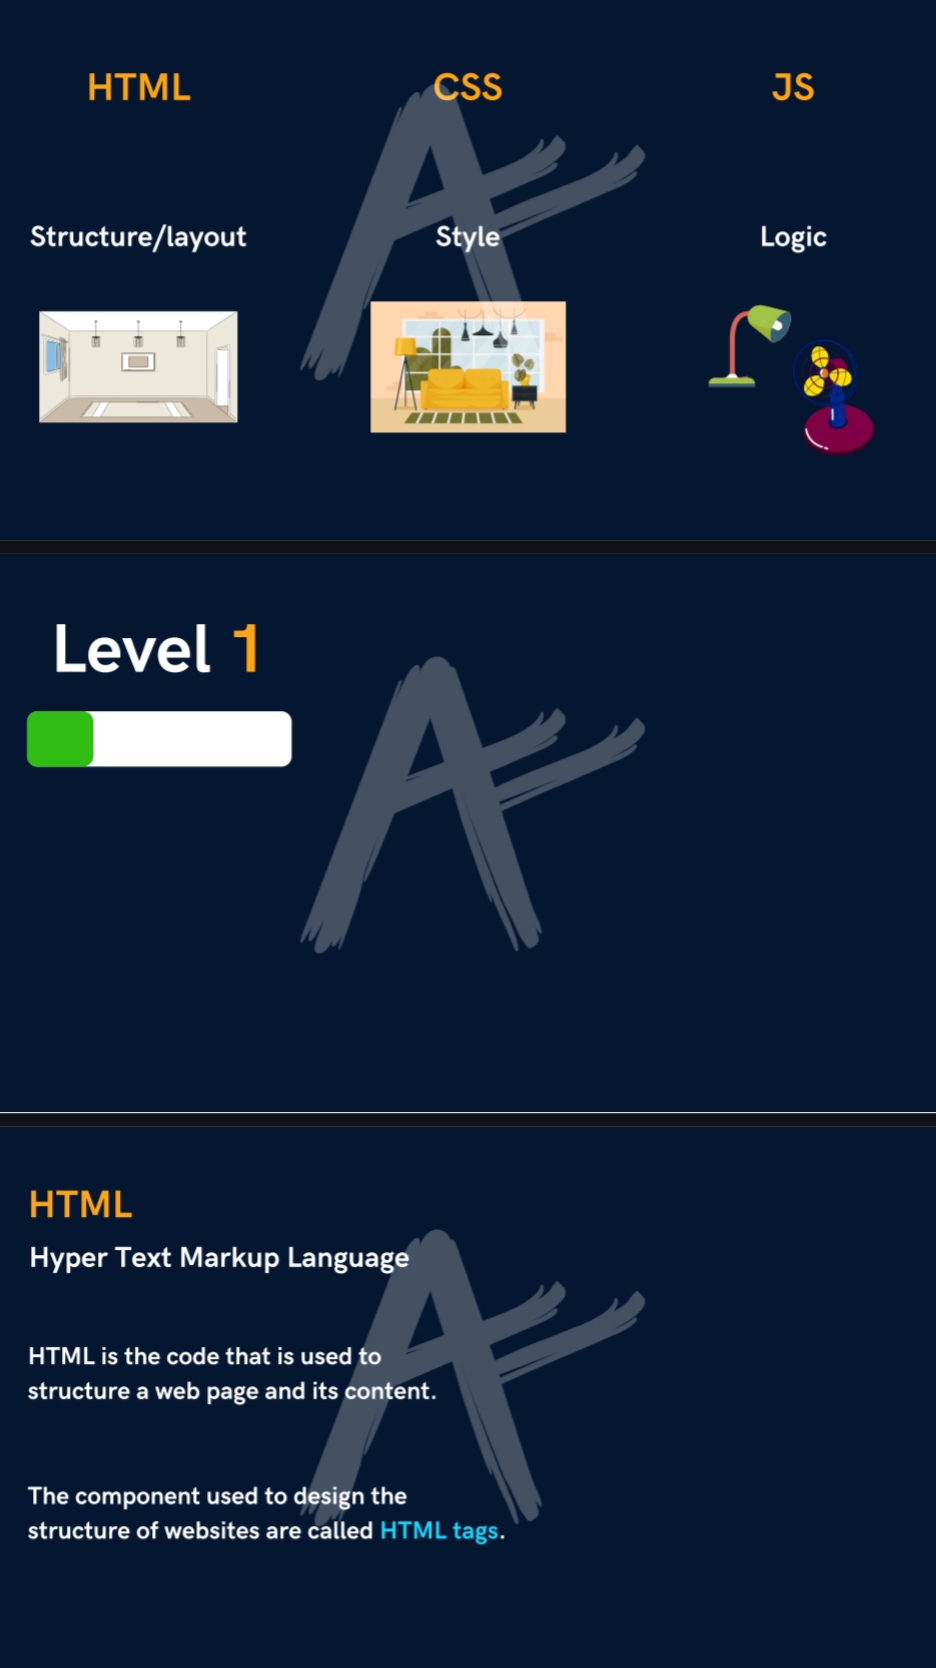 HTML
CSS
JS
Structure/layout
Style
Logic
Level 1
HTML
Hyper Text Markup Language
HTML is the code that is used to
structure a web page and its content.
The component used to design the
structure of websites are called HTML tags.